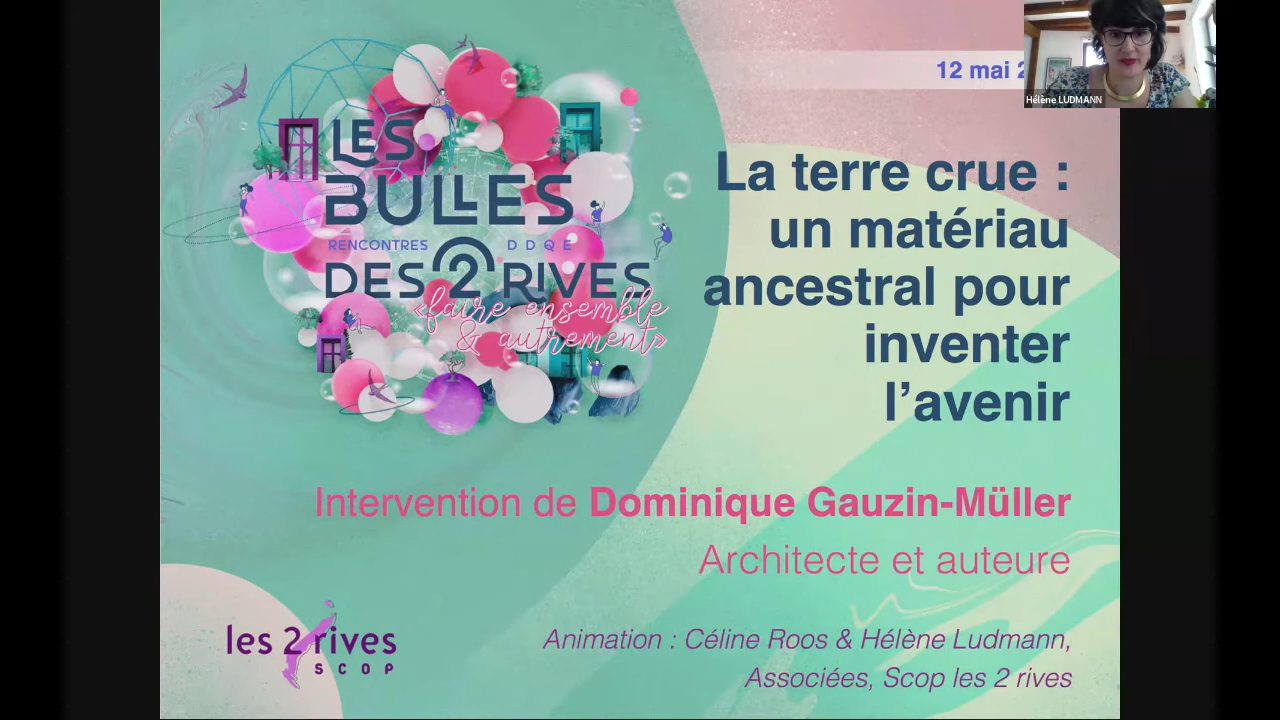 12 mai 2
Hélène LUDMANN
LES
BULLES
RENCONTRES DDQE
DES 2 RIVES
«faire ensemble
& autrement»
La terre crue :
un matériau
ancestral pour
inventer
l’avenir
Intervention de Dominique Gauzin-Müller
Architecte et auteure
les 2 rives
SCOP
Animation : Céline Roos & Hélène Ludmann,
Associées, Scop les 2 rives